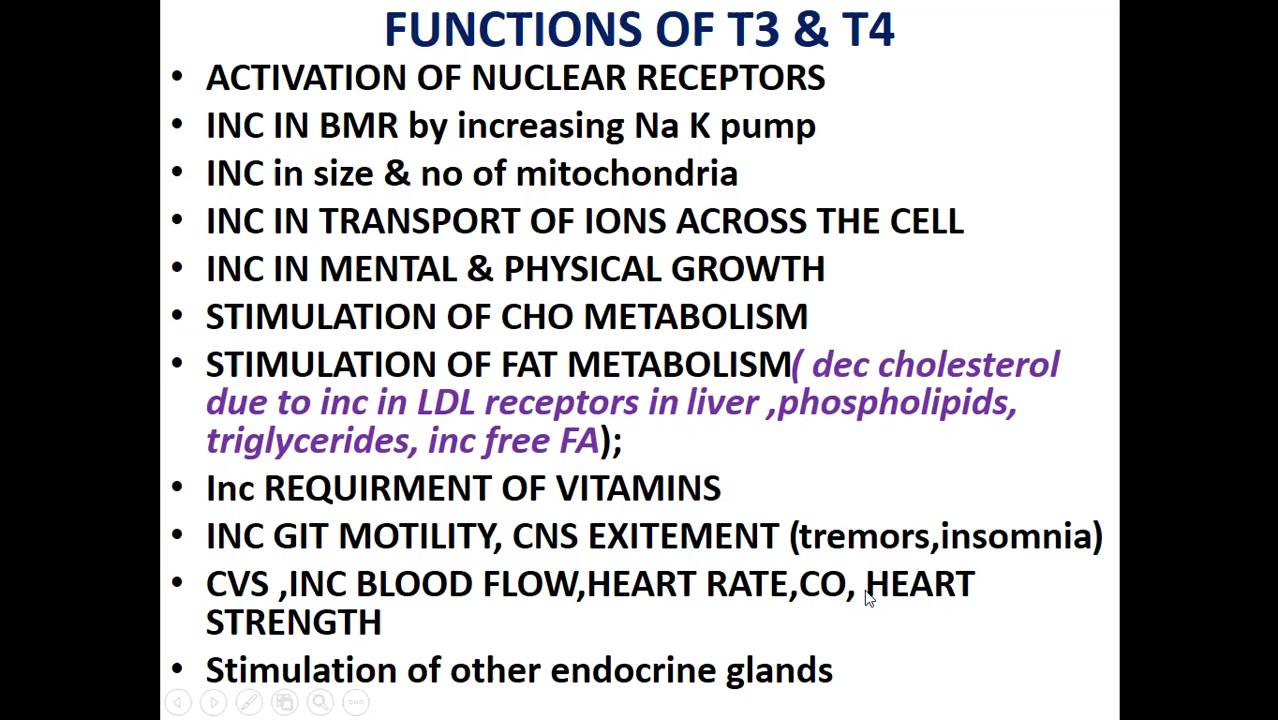 FUNCTIONS OF T3 & T4
• ACTIVATION OF NUCLEAR RECEPTORS
• INC IN BMR by increasing Na K pump
• INC in size & no of mitochondria
• INC IN TRANSPORT OF IONS ACROSS THE CELL
• INC IN MENTAL & PHYSICAL GROWTH
• STIMULATION OF CHO METABOLISM
• STIMULATION OF FAT METABOLISM( dec cholesterol
due to inc in LDL receptors in liver ,phospholipids,
triglycerides, inc free FA);
• Inc REQUIRMENT OF VITAMINS
• INC GIT MOTILITY, CNS EXITEMENT (tremors,insomnia)
• CVS ,INC BLOOD FLOW,HEART RATE,CO, HEART
STRENGTH
• Stimulation of other endocrine glands